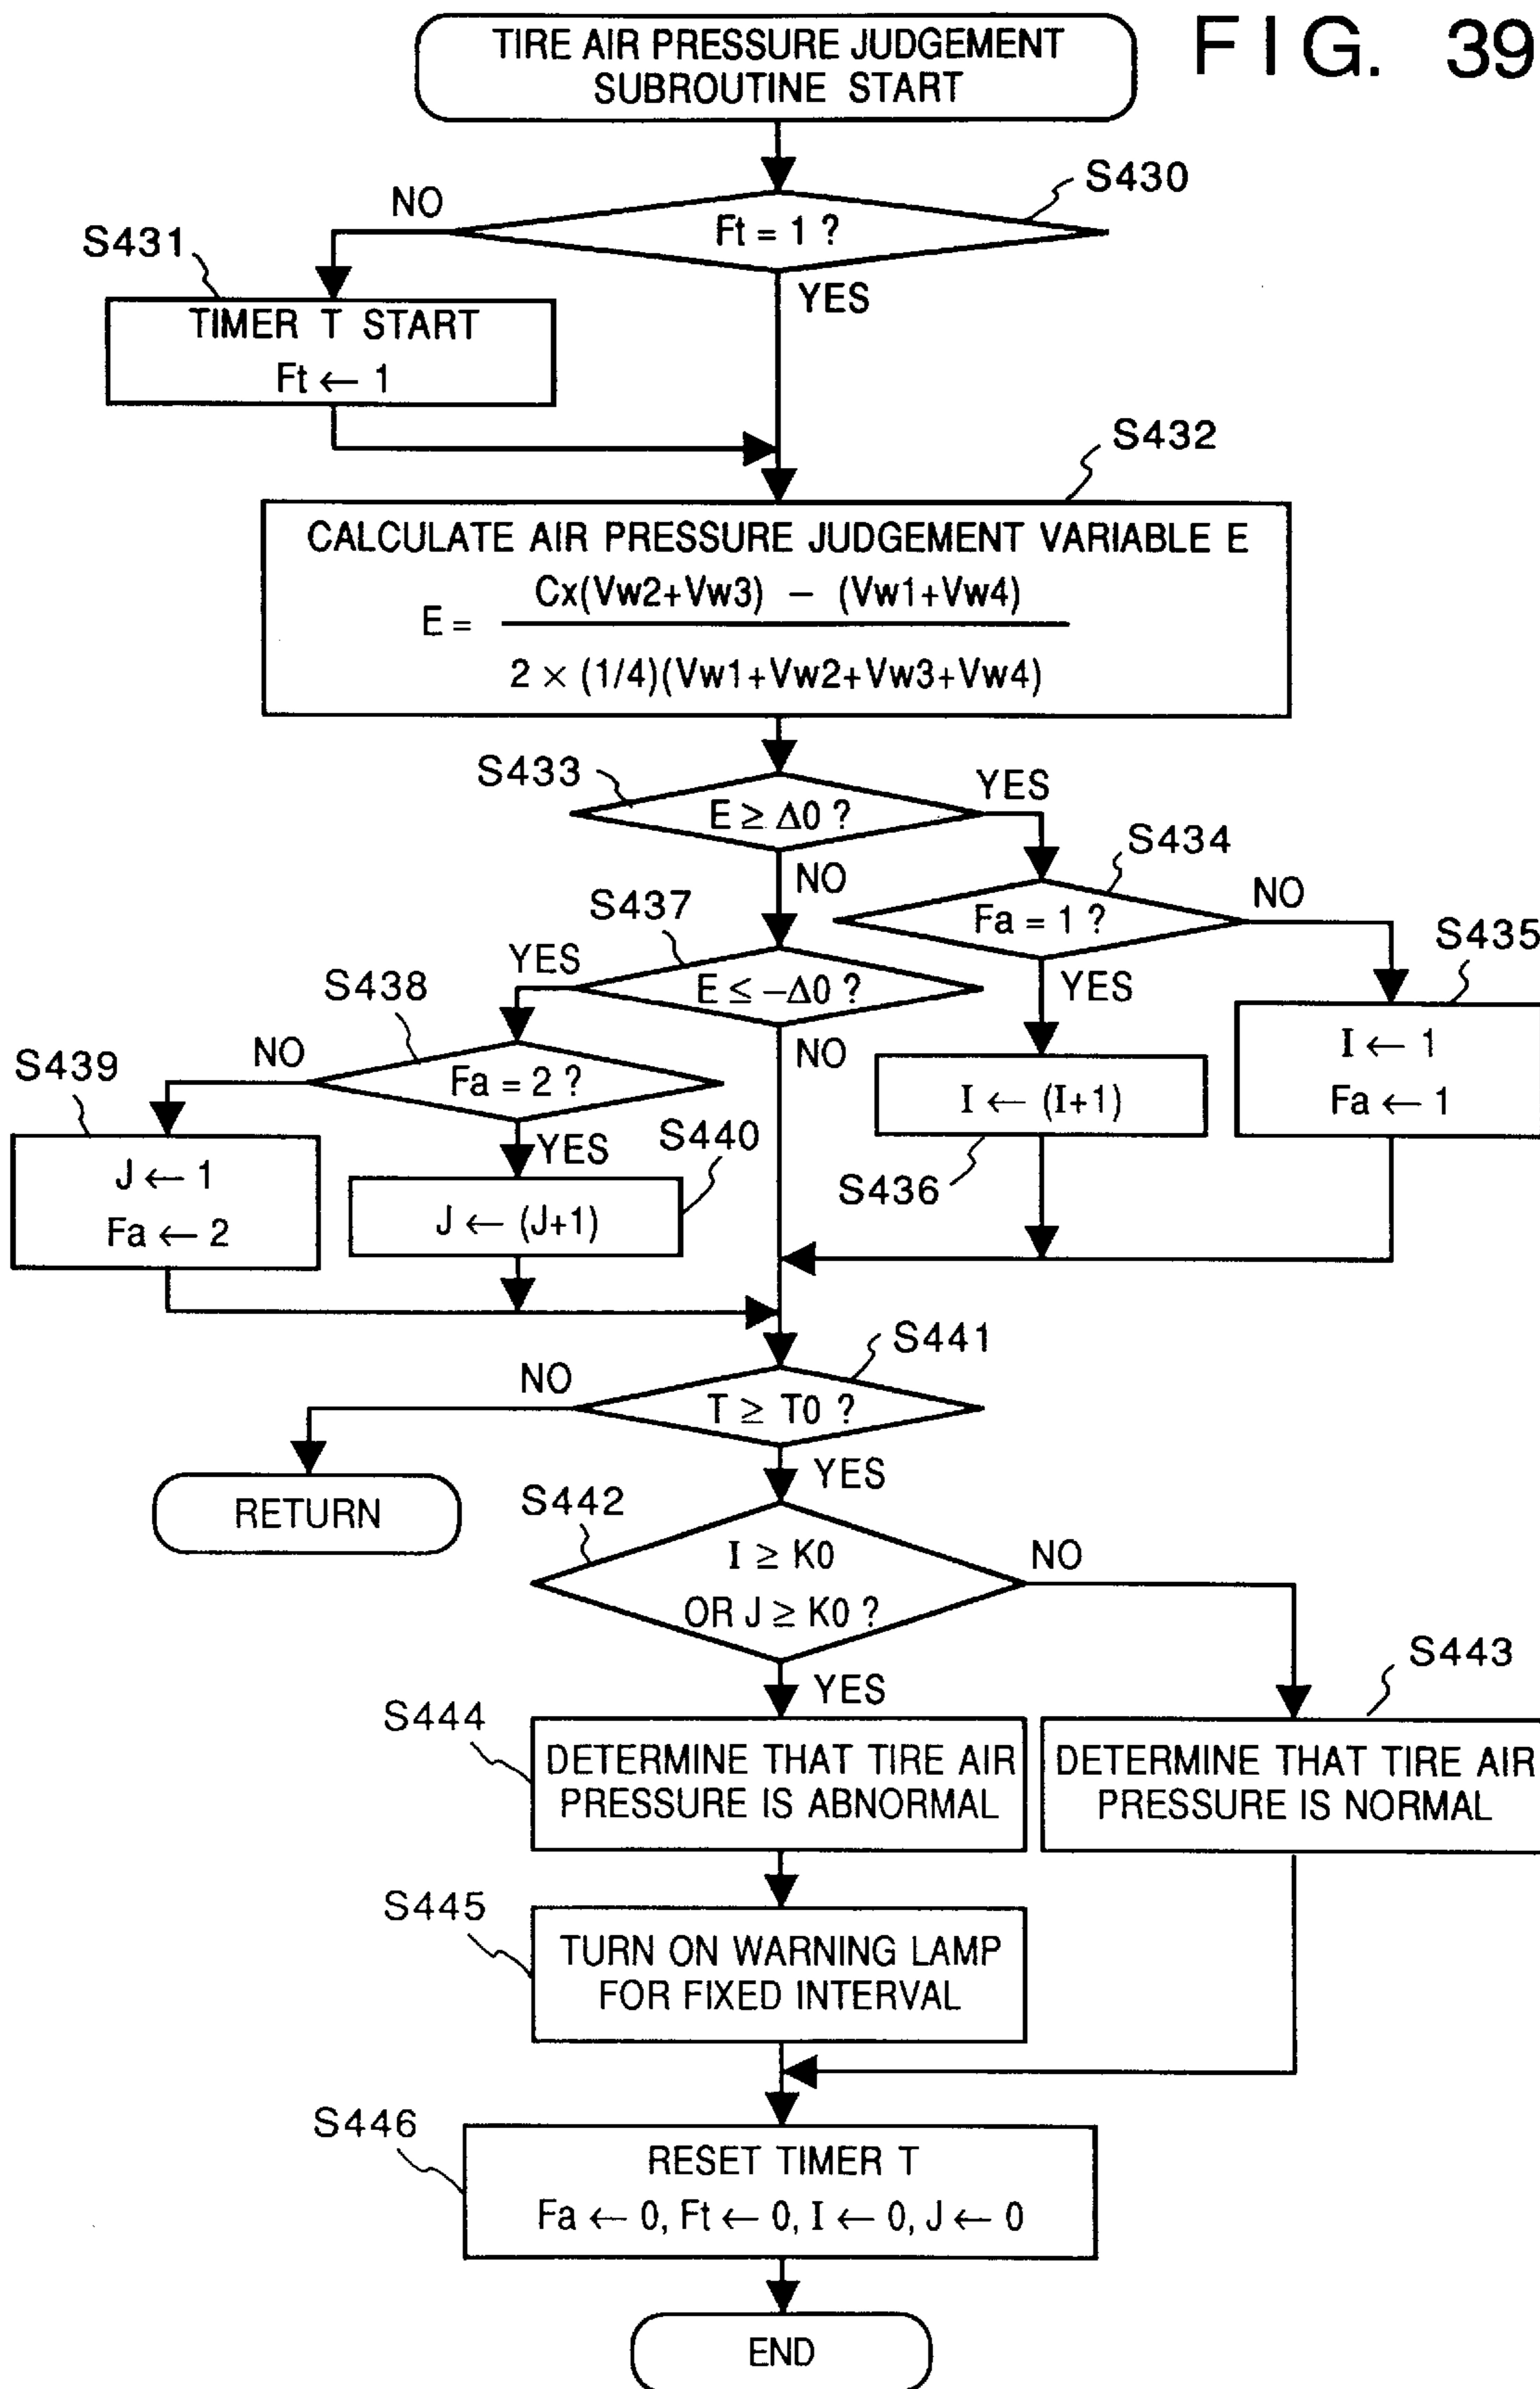 TIRE AIR PRESSURE JUDGEMENT
SUBROUTINE START
FIG. 39
S430
NO
Ft = 1 ?
S431
YES
TIMER T START
Ft ← 1
S432
CALCULATE AIR PRESSURE JUDGEMENT VARIABLE E
E = 
Cx(Vw2+Vw3) – (Vw1+Vw4)
2 × (1/4)(Vw1+Vw2+Vw3+Vw4)
S433
YES
E ≥ Δ0 ?
S434
NO
Fa = 1 ?
NO
S437
S435
YES
E ≤ –Δ0 ?
YES
S438
NO
I ← 1
Fa ← 1
NO
Fa = 2 ?
I ← (I+1)
S439
S440
YES
S436
J ← 1
Fa ← 2
J ← (J+1)
S441
NO
T ≥ T0 ?
YES
RETURN
S442
I ≥ K0
OR J ≥ K0 ?
NO
S443
YES
S444
DETERMINE THAT TIRE AIR
PRESSURE IS ABNORMAL
DETERMINE THAT TIRE AIR
PRESSURE IS NORMAL
S445
TURN ON WARNING LAMP
FOR FIXED INTERVAL
S446
RESET TIMER T
Fa ← 0, Ft ← 0, I ← 0, J ← 0
END